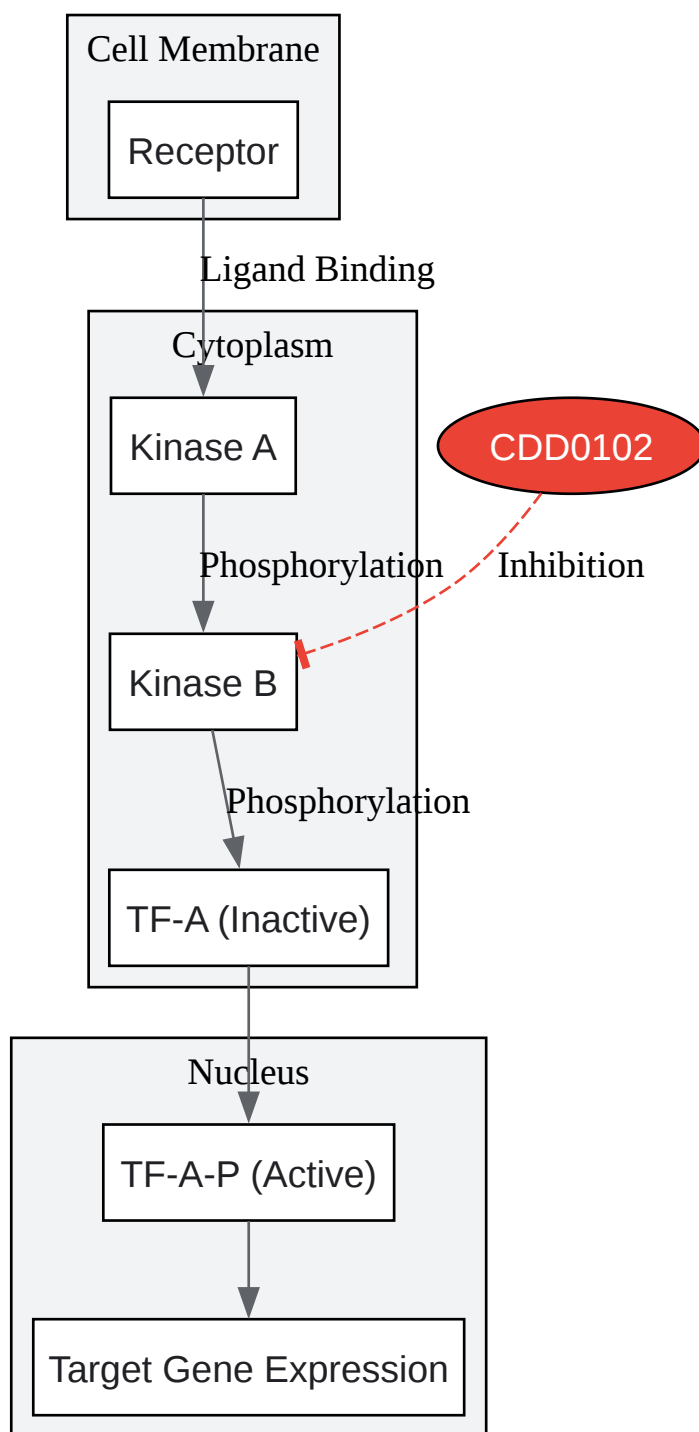 Cell Membrane
Receptor
Ligand Binding
Cytoplasm
Kinase A
CDD0102
Phosphorylation
Inhibition
Kinase B
Phosphorylation
TF-A (Inactive)
Nucleus
TF-A-P (Active)
Target Gene Expression